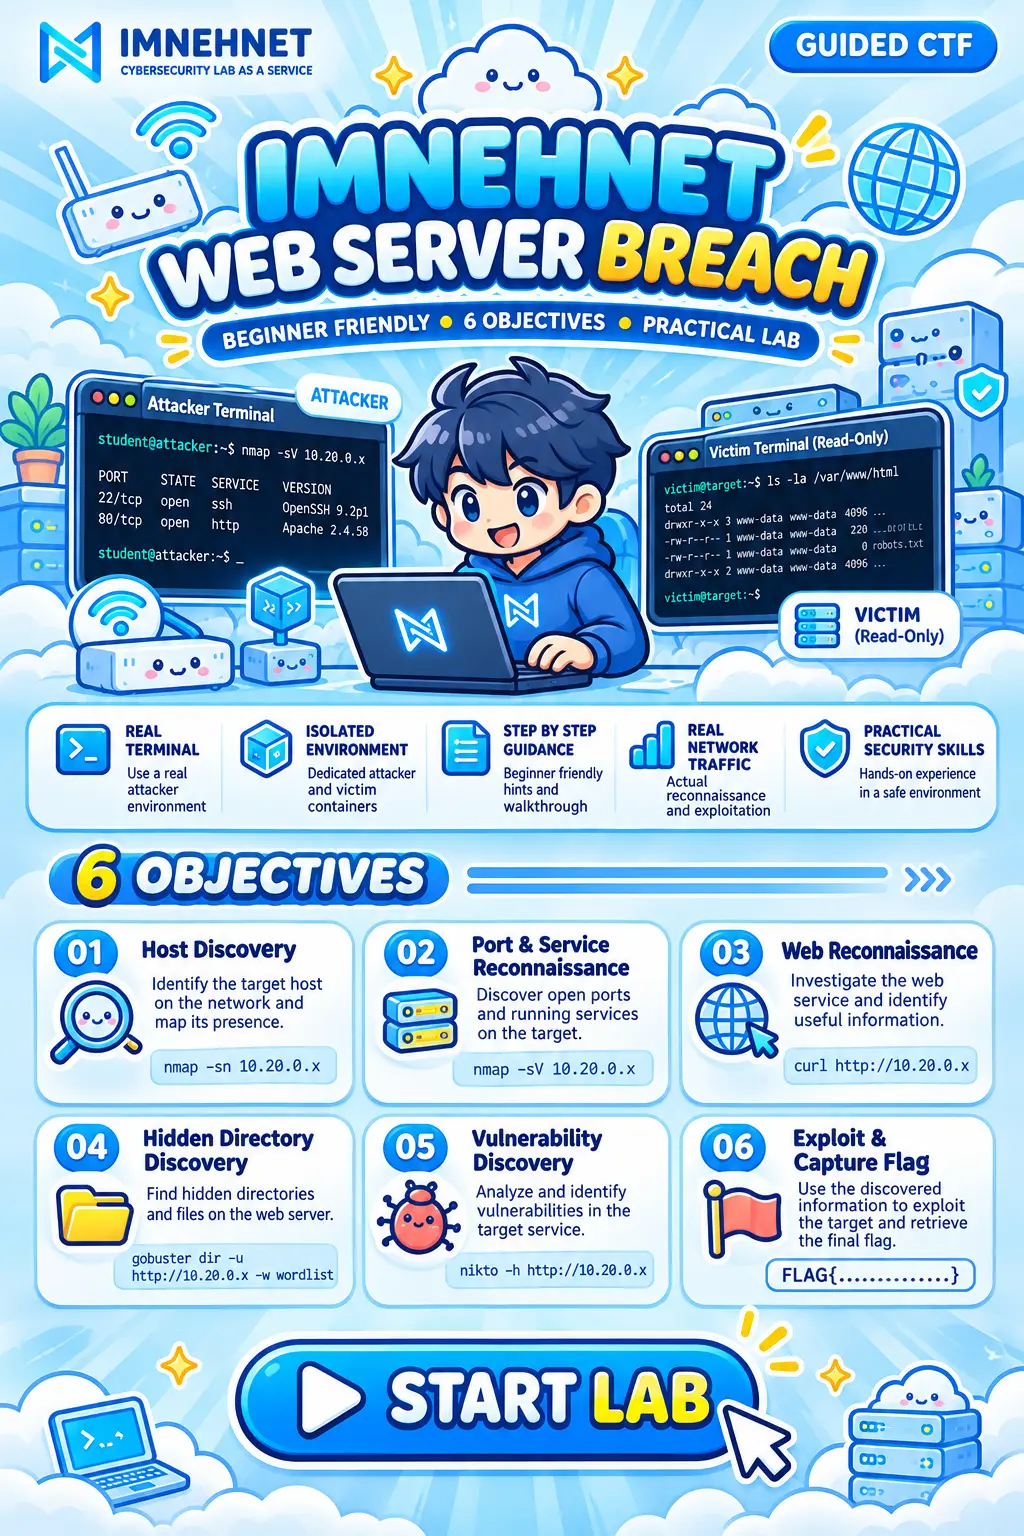 IMNEHNET
CYBERSECURITY LAB AS A SERVICE
GUIDED CTF
IMNEHNET
WEB SERVER BREACH
BEGINNER FRIENDLY • 6 OBJECTIVES • PRACTICAL LAB
Attacker Terminal
ATTACKER
student@attacker:~$ nmap -sV 10.20.0.x
PORT STATE SERVICE VERSION
22/tcp open ssh OpenSSH 9.2p1
80/tcp open http Apache 2.4.58
student@attacker:~$ _
Victim Terminal (Read-Only)
victim@target:~$ ls -la /var/www/html
total 24
drwxr-x-x 3 www-data www-data 4096 ...
-rw-r--r-- 1 www-data www-data 220
-rw-r--r-- 1 www-data www-data 0 robots.txt
drwxr-x-x 2 www-data www-data 4096 ...
victim@target:~$
VICTIM
(Read-Only)
REAL
TERMINAL
Use a real
attacker
environment
ISOLATED
ENVIRONMENT
Dedicated attacker
and victim
containers
STEP BY STEP
GUIDANCE
Beginner friendly
hints and
walkthrough
REAL
NETWORK
TRAFFIC
Actual
reconnaissance
and exploitation
PRACTICAL
SECURITY SKILLS
Hands-on experience
in a safe environment
6 OBJECTIVES
01
Host Discovery
Identify the target host
on the network and
map its presence.
nmap -sn 10.20.0.x
02
Port & Service
Reconnaissance
Discover open ports
and running services
on the target.
nmap -sV 10.20.0.x
03
Web Reconnaissance
Investigate the web
service and identify
useful information.
curl http://10.20.0.x
04
Hidden Directory
Discovery
Find hidden directories
and files on the web server.
gobuster dir -u
http://10.20.0.x -w wordlist
05
Vulnerability
Discovery
Analyze and identify
vulnerabilities in the
target service.
nikto -h http://10.20.0.x
06
Exploit &
Capture Flag
Use the discovered
information to exploit
the target and retrieve
the final flag.
FLAG{..............}
START LAB